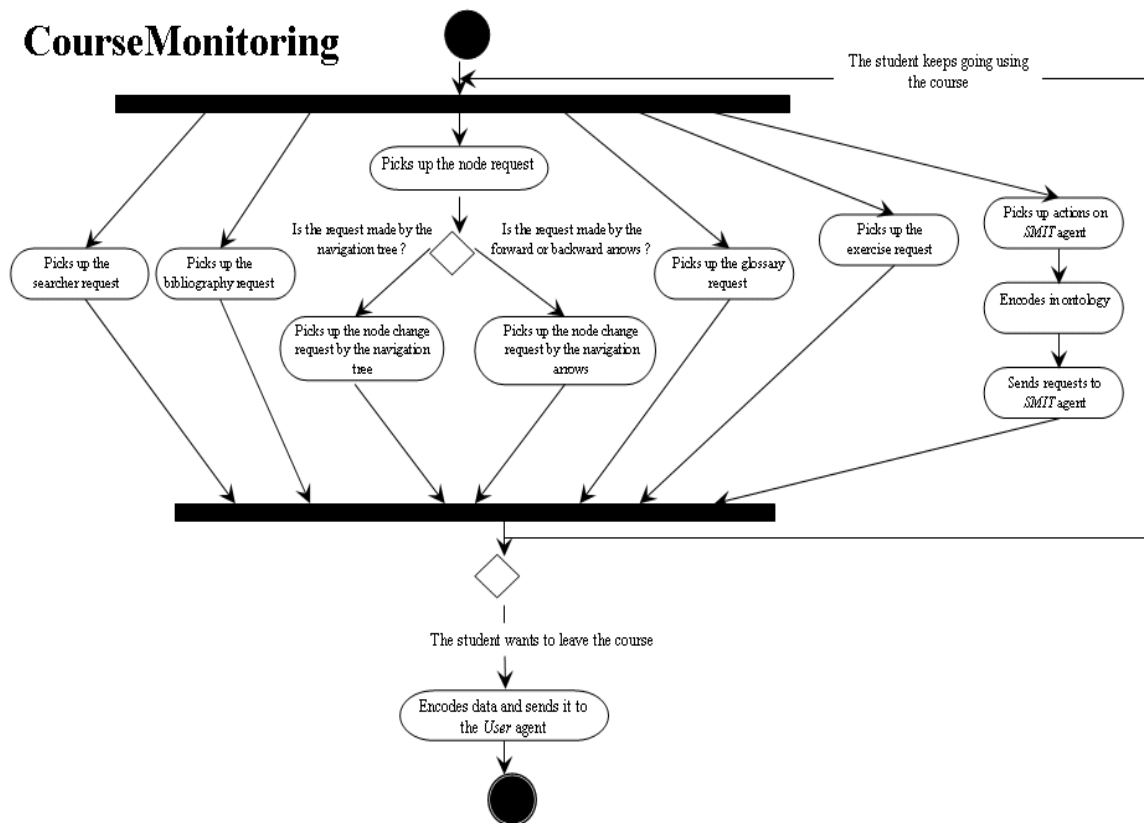 CourseMonitoring
The student keeps going using
the course
Picks up the node request
Is the request made by the
navigation tree ?
Is the request made by the
forward or backward arrows ?
Picks up the
searcher request
Picks up the
bibliography request
Picks up the glossary
request
Picks up the
exercise request
Picks up actions on
SMIT agent
Encodes in ontology
Sends requests to
SMIT agent
Picks up the node change
request by the navigation
tree
Picks up the node change
request by the navigation
arrows
The student wants to leave the course
Encodes data and sends it to
the User agent